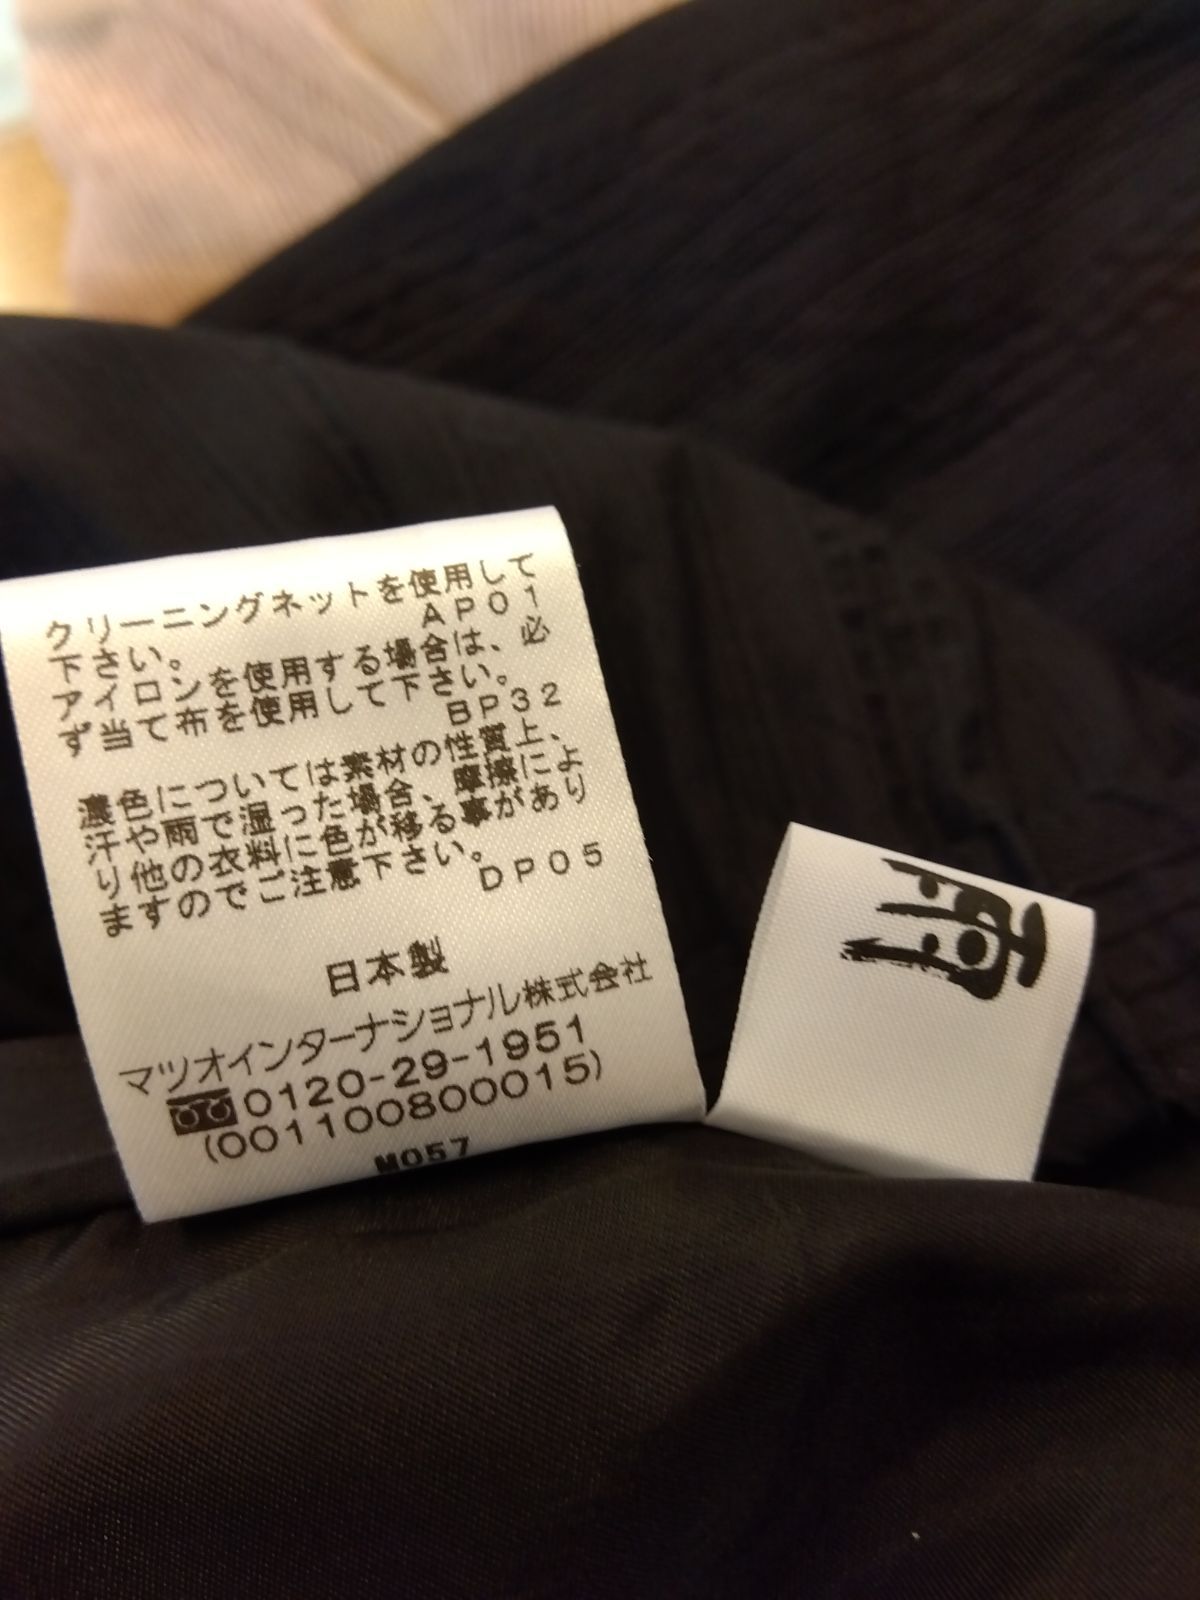 クリーニングネットを使用して
下さい。 AP01
アイロンを使用する場合は、必
ず当て布を使用して下さい。
BP32
濃色については素材の性質上、
汗や雨で湿った場合、摩擦によ
り他の衣料に色が移る事があり
ますのでご注意下さい。
DP05
日本製
マツオインターナショナル株式会社
0120-29-1951
(001100800015)
M057